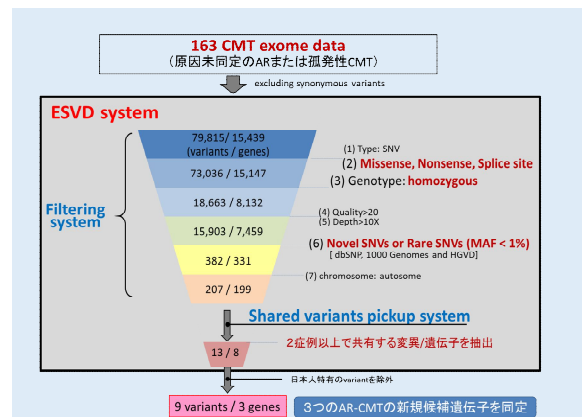 163 CMT exome data
(原因未同定のARまたは孤発性CMT)
excluding synonymous variants
ESVD system
79,815/ 15,439
(variants / genes)
(1) Type: SNV
(2) Missense, Nonsense, Splice site
73,036 / 15,147
(3) Genotype: homozygous
Filtering
system
18,663 / 8,132
(4) Quality>20
(5) Depth>10X
15,903 / 7,459
(6) Novel SNVs or Rare SNVs (MAF < 1%)
[ dbSNP, 1000 Genomes and HGVD]
382 / 331
(7) chromosome: autosome
207 / 199
Shared variants pickup system
13 / 8
2症例以上で共有する変異/遺伝子を抽出
日本人特有のvariantを除外
9 variants / 3 genes
3つのAR-CMTの新規候補遺伝子を同定